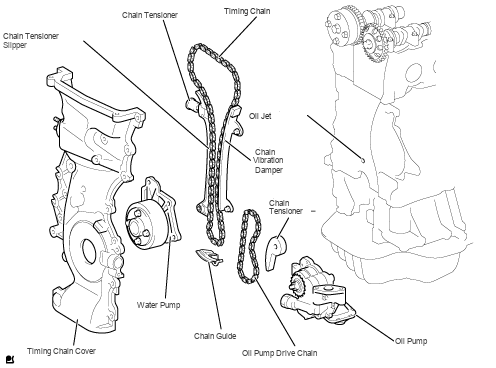 Chain Tensioner
Timing Chain
Chain Tensioner
Slipper
Oil Jet
Chain
Vibration
Damper
Chain
Tensioner
Water Pump
Chain Guide
Oil Pump
Timing Chain Cover
Oil Pump Drive Chain